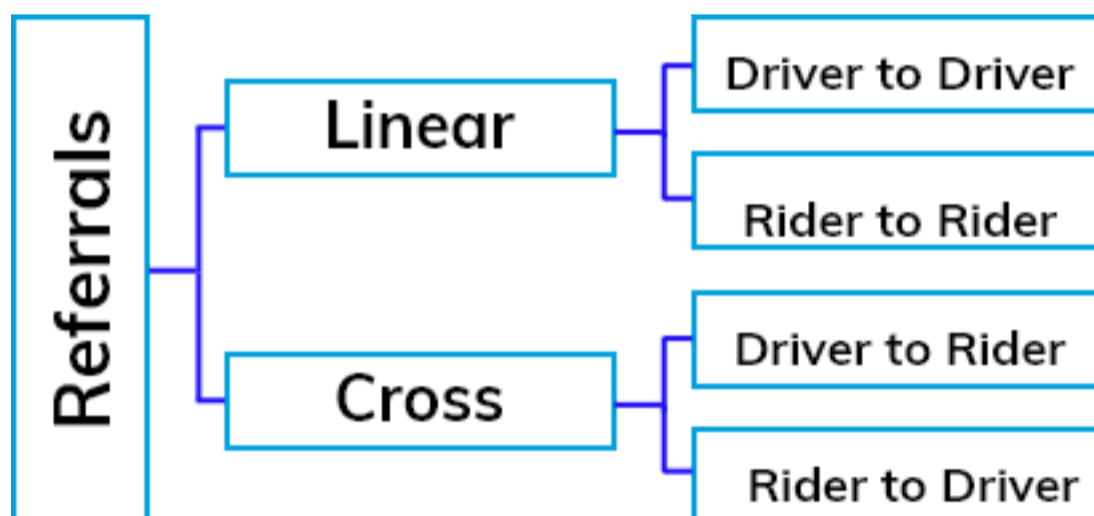 Referrals
Linear
Driver to Driver
Rider to Rider
Cross
Driver to Rider
Rider to Driver